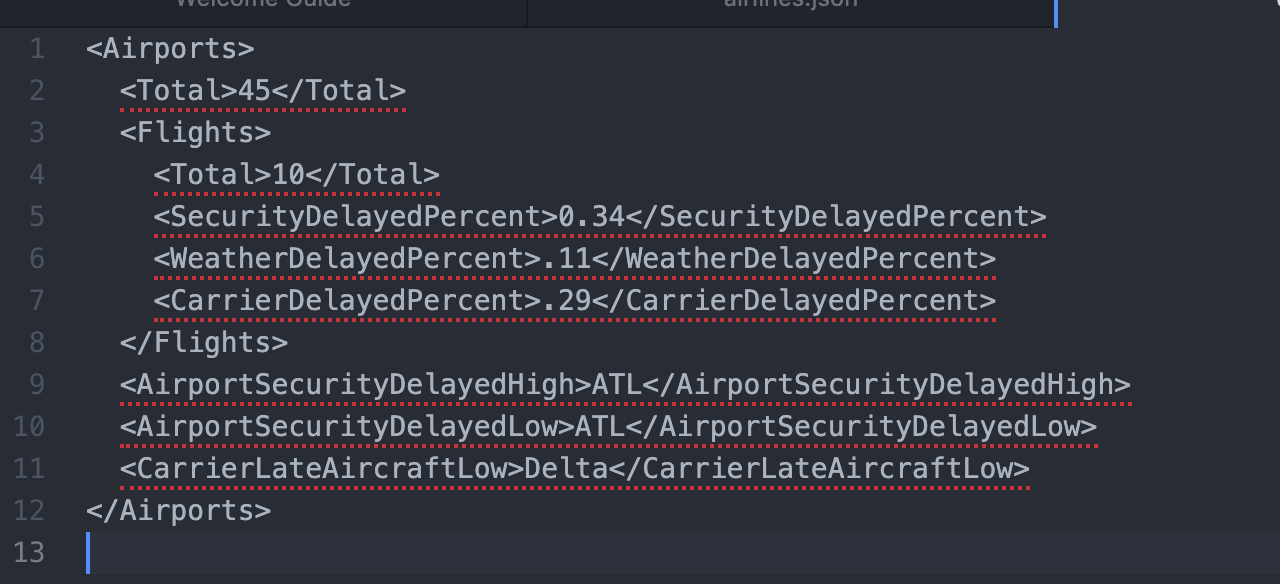 Welcome Guide airlines.json
1 <Airports>
2 <Total>45</Total>
3 <Flights>
4 <Total>10</Total>
5 <SecurityDelayedPercent>0.34</SecurityDelayedPercent>
6 <WeatherDelayedPercent>.11</WeatherDelayedPercent>
7 <CarrierDelayedPercent>.29</CarrierDelayedPercent>
8 </Flights>
9 <AirportSecurityDelayedHigh>ATL</AirportSecurityDelayedHigh>
10 <AirportSecurityDelayedLow>ATL</AirportSecurityDelayedLow>
11 <CarrierLateAircraftLow>Delta</CarrierLateAircraftLow>
12 </Airports>
13